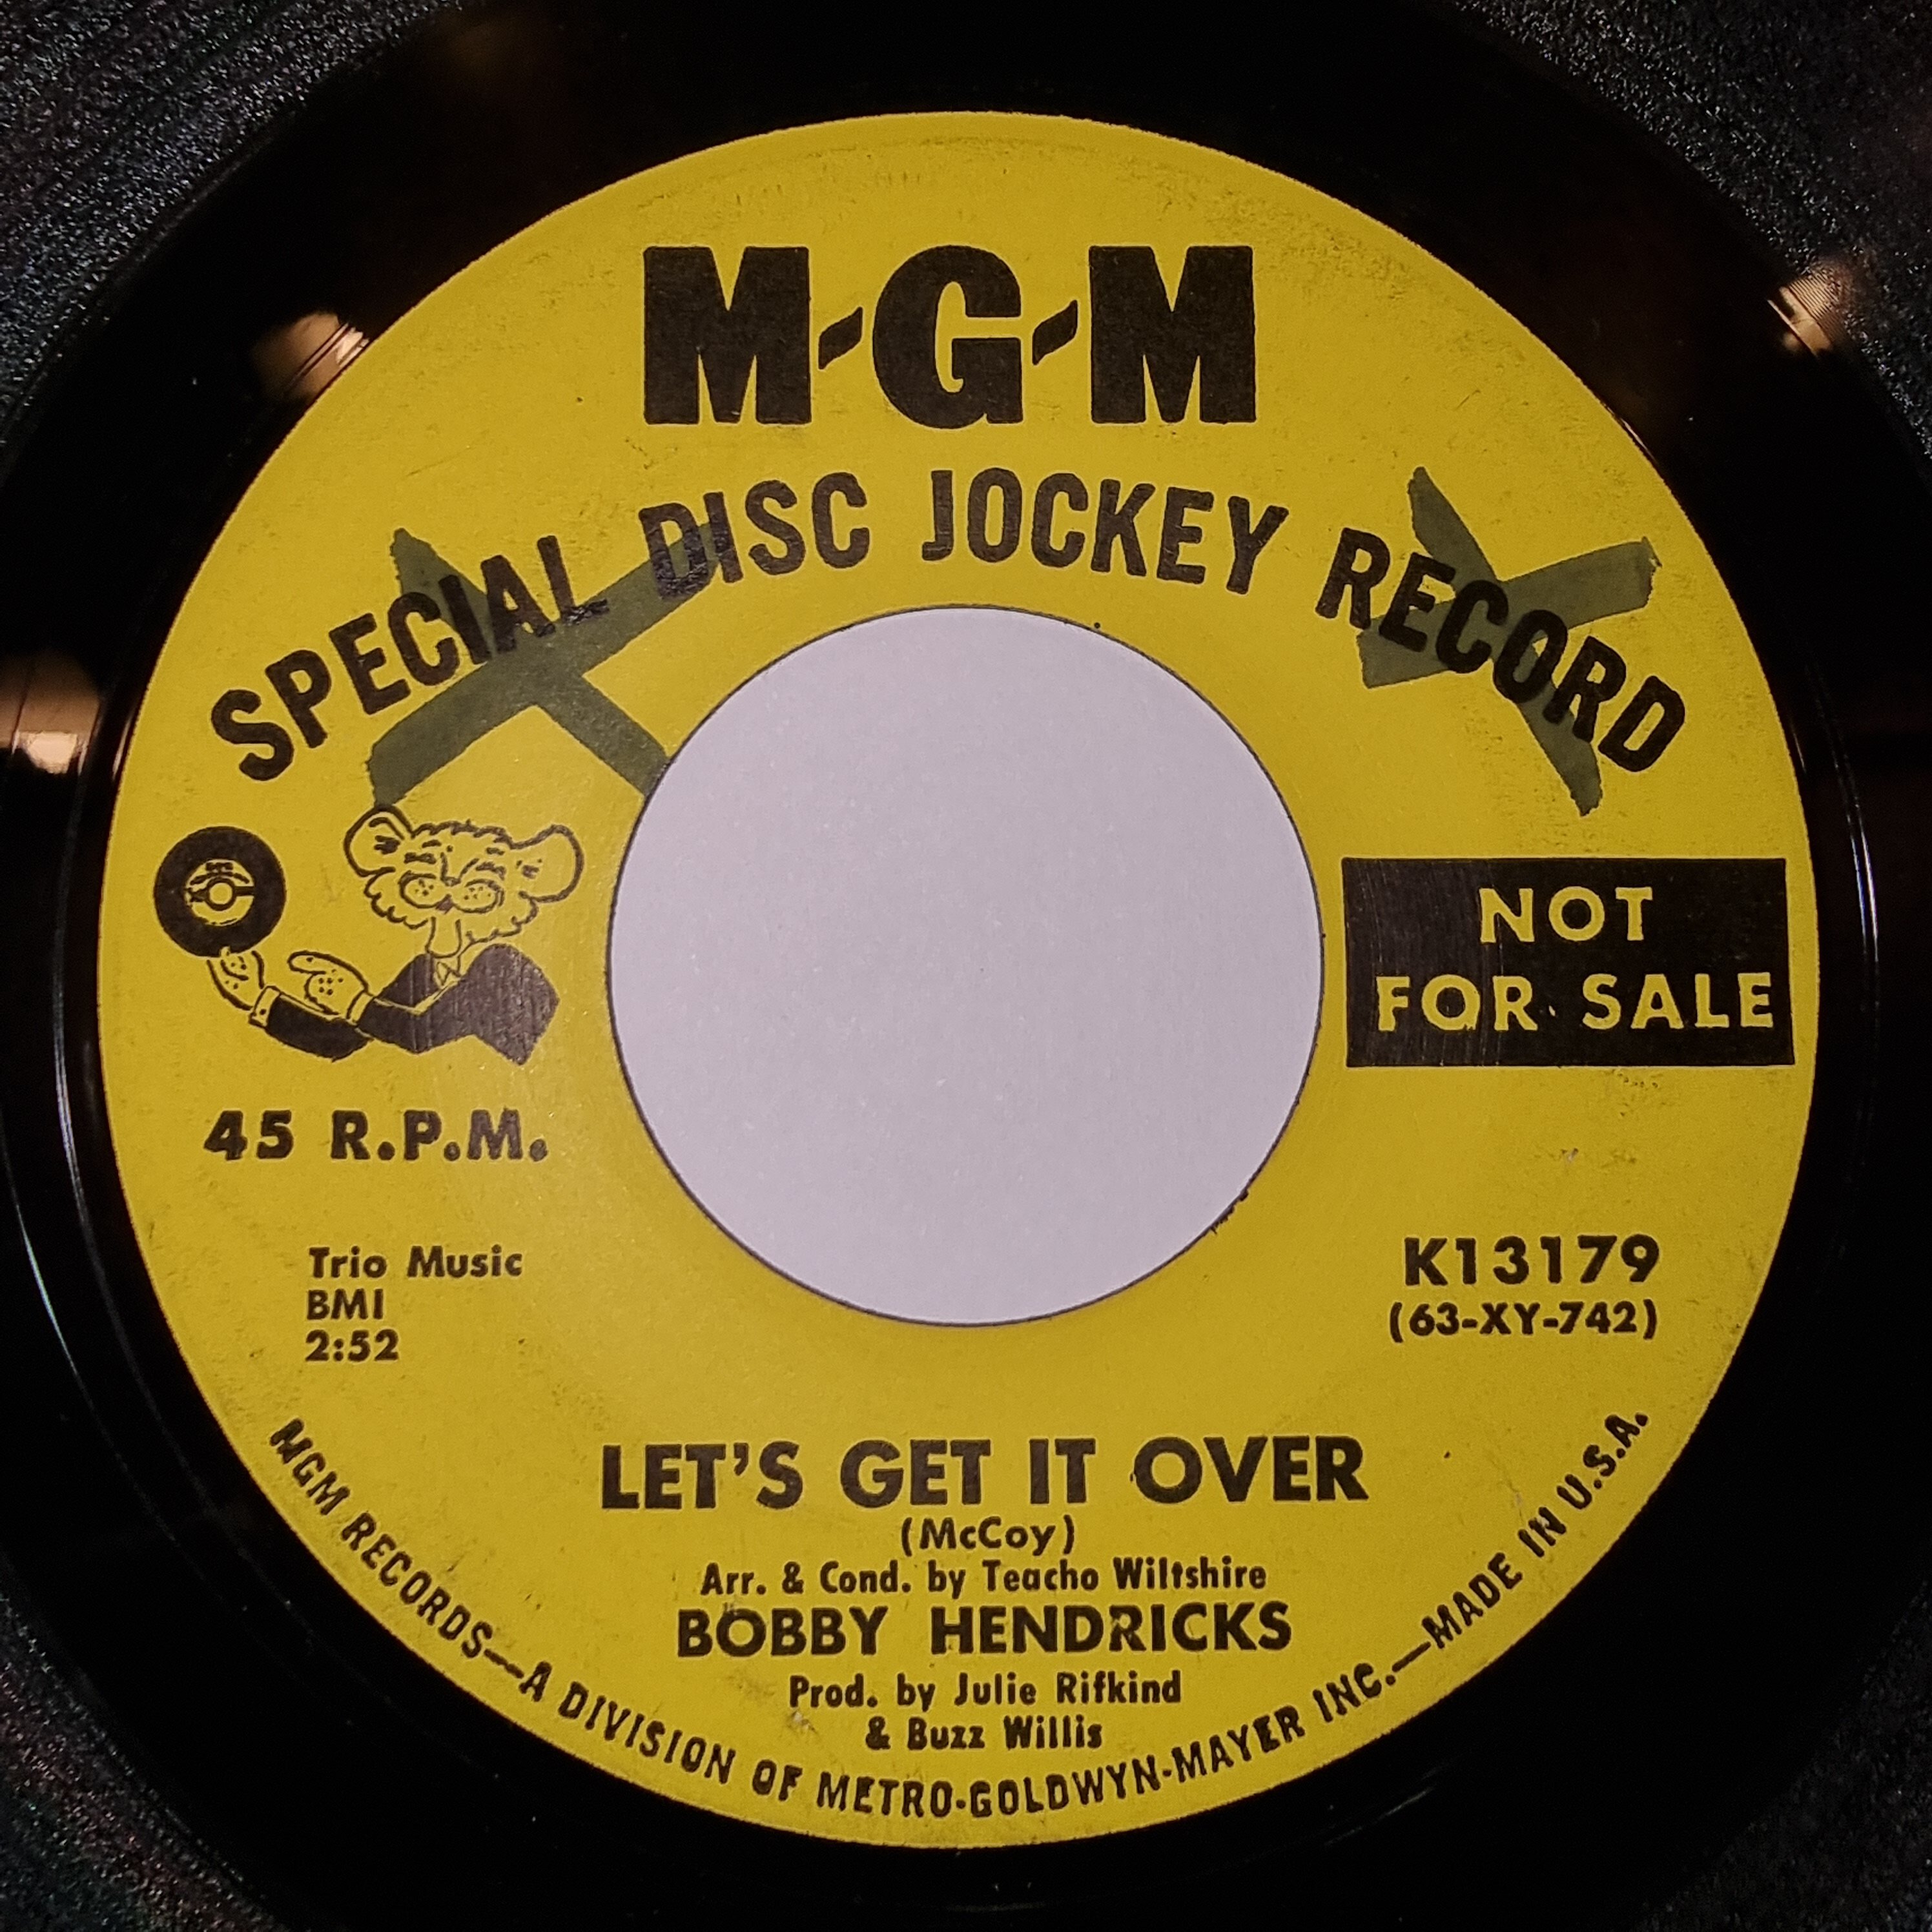 M-G-M
SPECIAL DISC JOCKEY RECORD
NOT
FOR SALE
45 R.P.M.
Trio Music
BMI
2:52
K13179
(63-XY-742)
LET'S GET IT OVER
(McCoy)
Arr. & Cond. by Teacho Wiltshire
BOBBY HENDRICKS
Prod. by Julie Rifkind
& Buzz Willis
MGM RECORDS—A DIVISION OF METRO-GOLDWYN-MAYER INC.—MADE IN U.S.A.